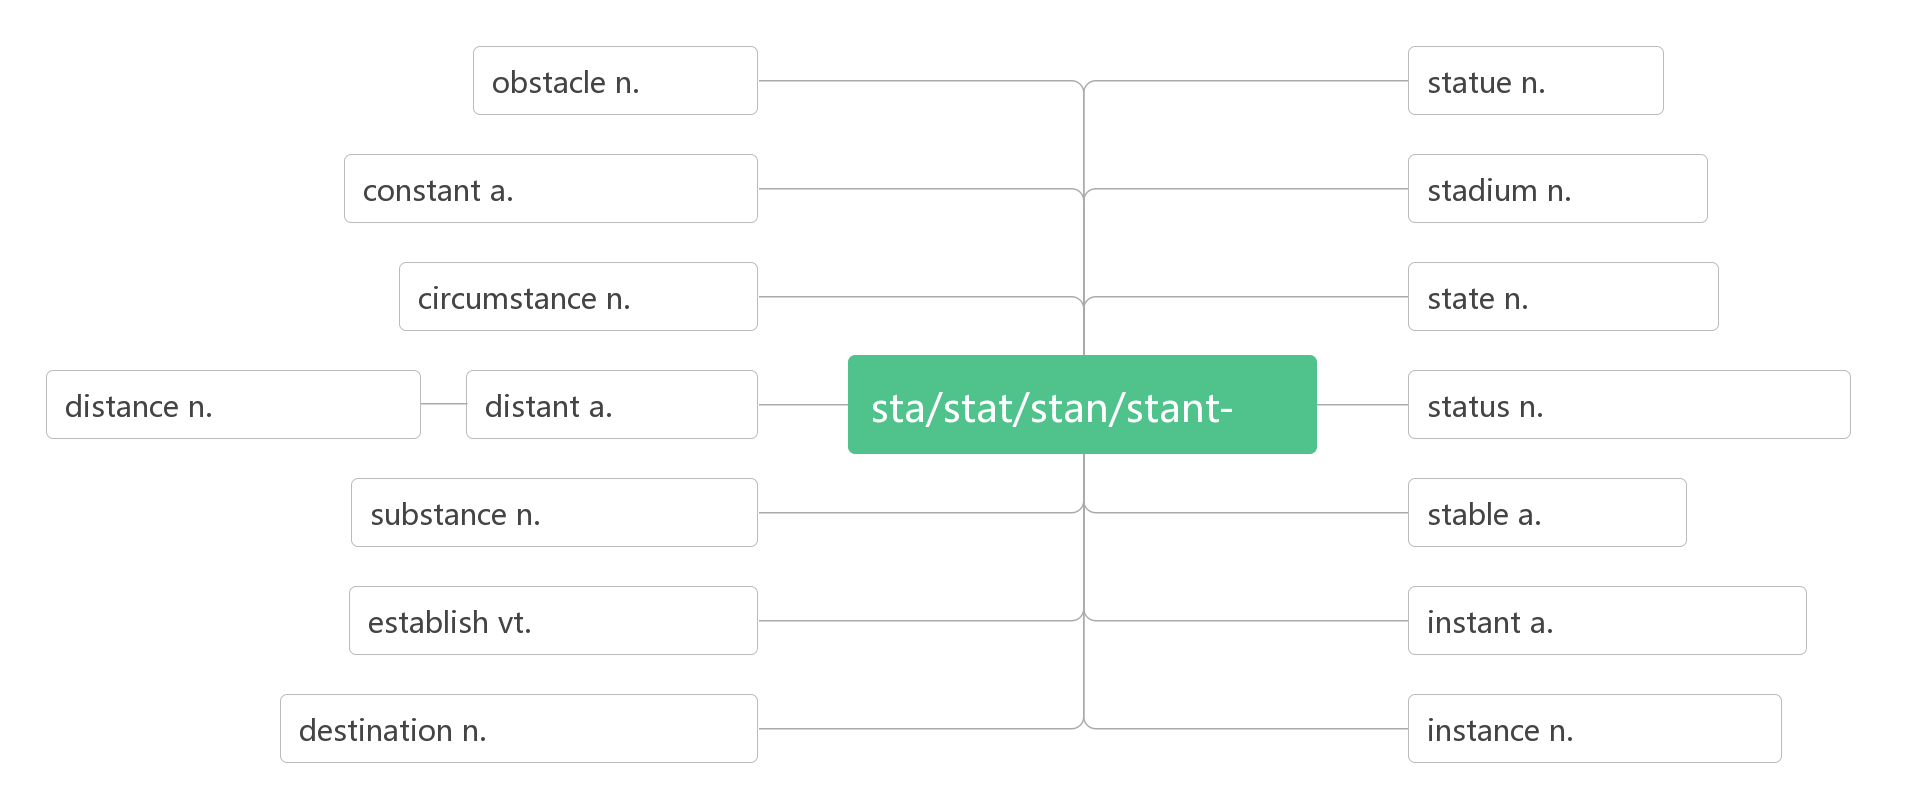 obstacle n.
constant a.
circumstance n.
distance n.
distant a.
substance n.
establish vt.
destination n.
sta/stat/stan/stant-
statue n.
stadium n.
state n.
status n.
stable a.
instant a.
instance n.